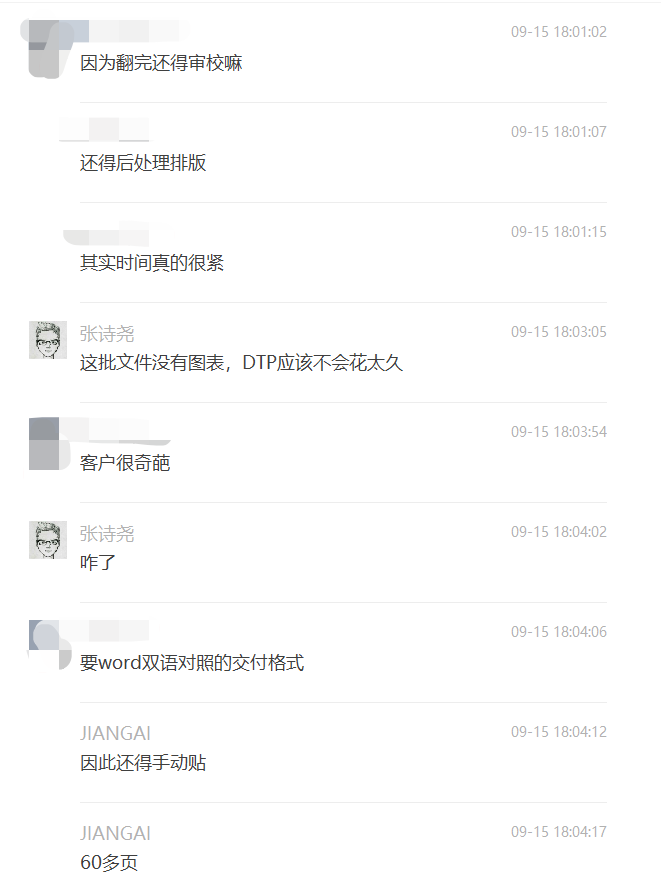 09-15 18:01:02
因为翻完还得审校嘛
09-15 18:01:07
还得后处理排版
09-15 18:01:15
其实时间真的很紧
张诗尧 09-15 18:03:05
这批文件没有图表，DTP应该不会花太久
09-15 18:03:54
客户很奇葩
张诗尧 09-15 18:04:02
咋了
09-15 18:04:06
要word双语对照的交付格式
JIANGAI 09-15 18:04:12
因此还得手动贴
JIANGAI 09-15 18:04:17
60多页